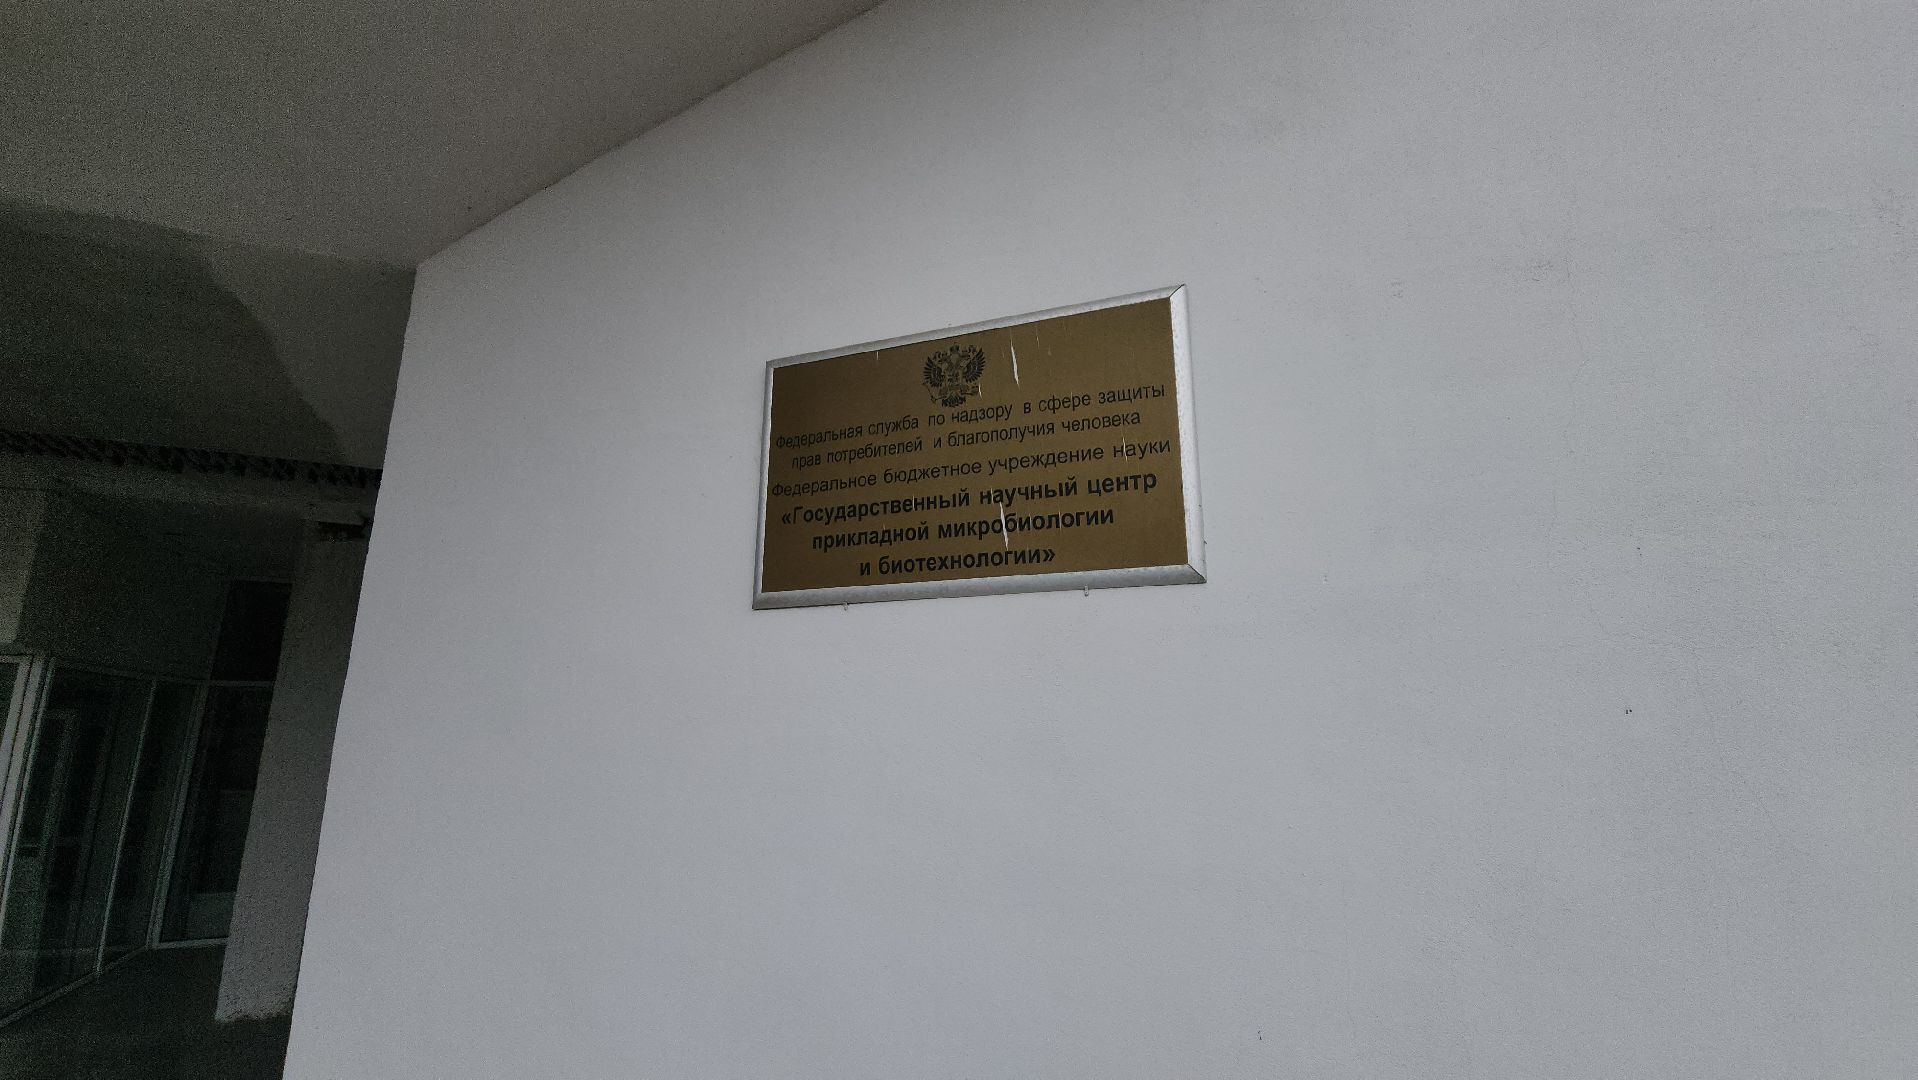 Федеральная служба по надзору в сфере защиты
прав потребителей и благополучия человека
Федеральное бюджетное учреждение науки
«Государственный научный центр
прикладной микробиологии
и биотехнологии»